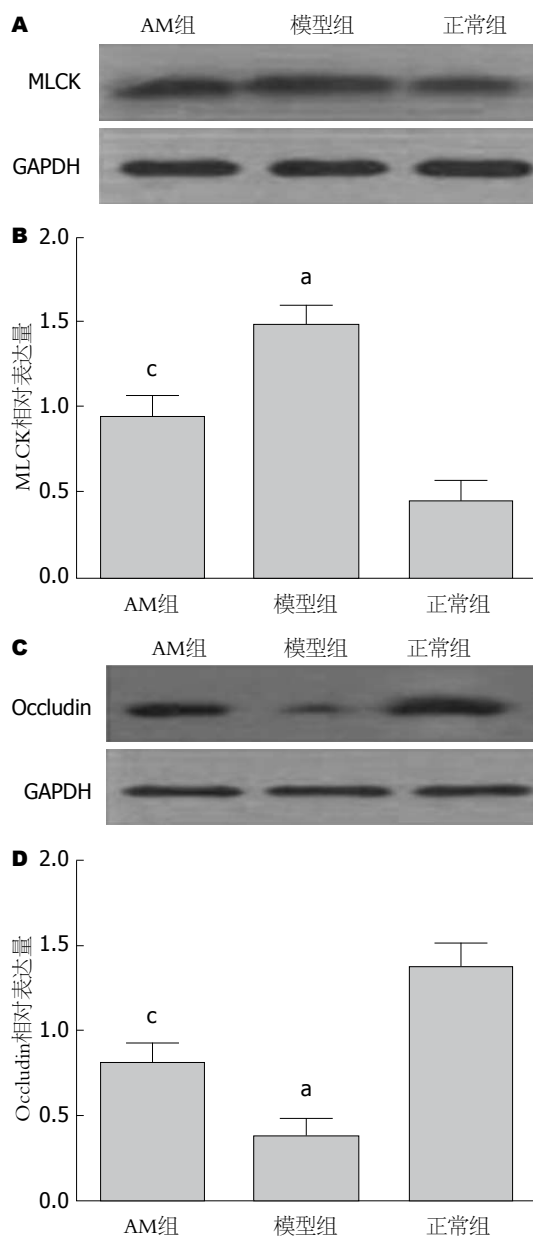 A
AM组 模型组 正常组
MLCK
GAPDH
B
MLCK相对表达量
2.0
1.5
1.0
0.5
0.0
c
a
AM组 模型组 正常组
C
AM组 模型组 正常组
Occludin
GAPDH
D
Occludin相对表达量
2.0
1.5
1.0
0.5
0.0
c
a
AM组 模型组 正常组